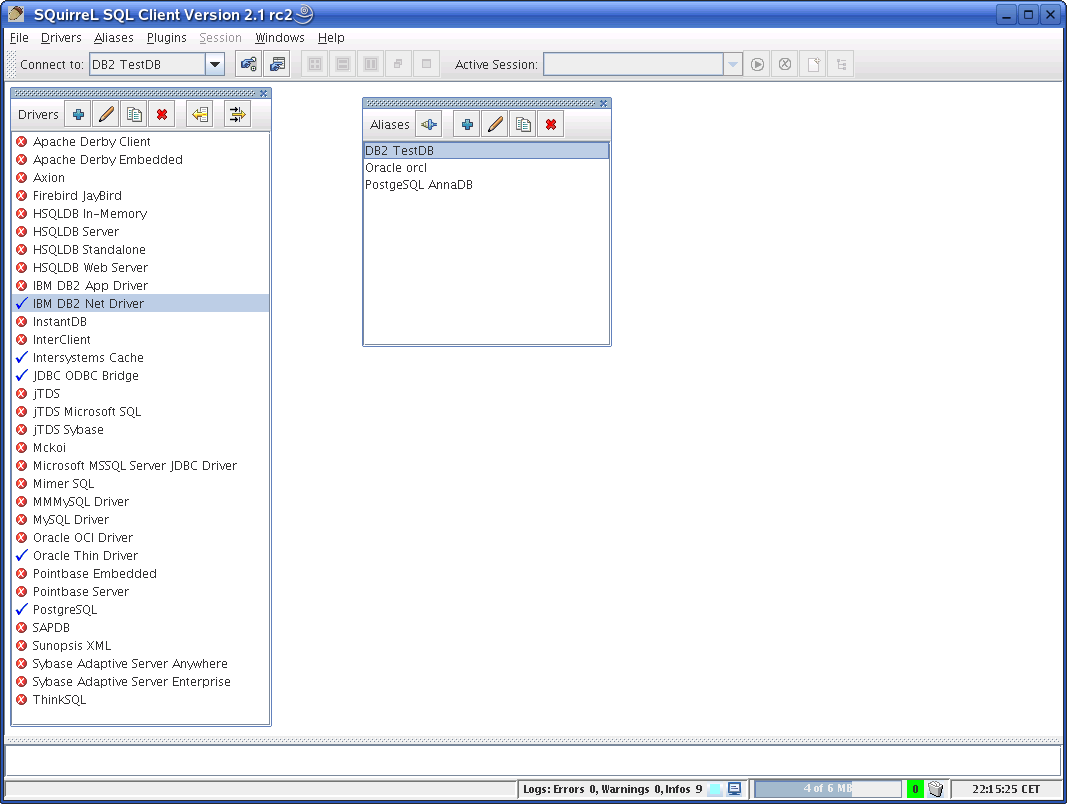 SQuirreL SQL Client Version 2.1 rc2
File Drivers Aliases Plugins Session Windows Help
Connect to: DB2 TestDB Active Session:
Drivers
Apache Derby Client
Apache Derby Embedded
Axion
Firebird JayBird
HSQLDB In-Memory
HSQLDB Server
HSQLDB Standalone
HSQLDB Web Server
IBM DB2 App Driver
IBM DB2 Net Driver
InstantDB
InterClient
Intersystems Cache
JDBC ODBC Bridge
jTDS
jTDS Microsoft SQL
jTDS Sybase
Mckoi
Microsoft MSSQL Server JDBC Driver
Mimer SQL
MMMySQL Driver
MySQL Driver
Oracle OCI Driver
Oracle Thin Driver
Pointbase Embedded
Pointbase Server
PostgreSQL
SAPDB
Sunopsis XML
Sybase Adaptive Server Anywhere
Sybase Adaptive Server Enterprise
ThinkSQL
Aliases
DB2 TestDB
Oracle orcl
PostgeSQL AnnaDB
Logs: Errors 0, Warnings 0, Infos 9 4 of 6 MB 0 22:15:25 CET